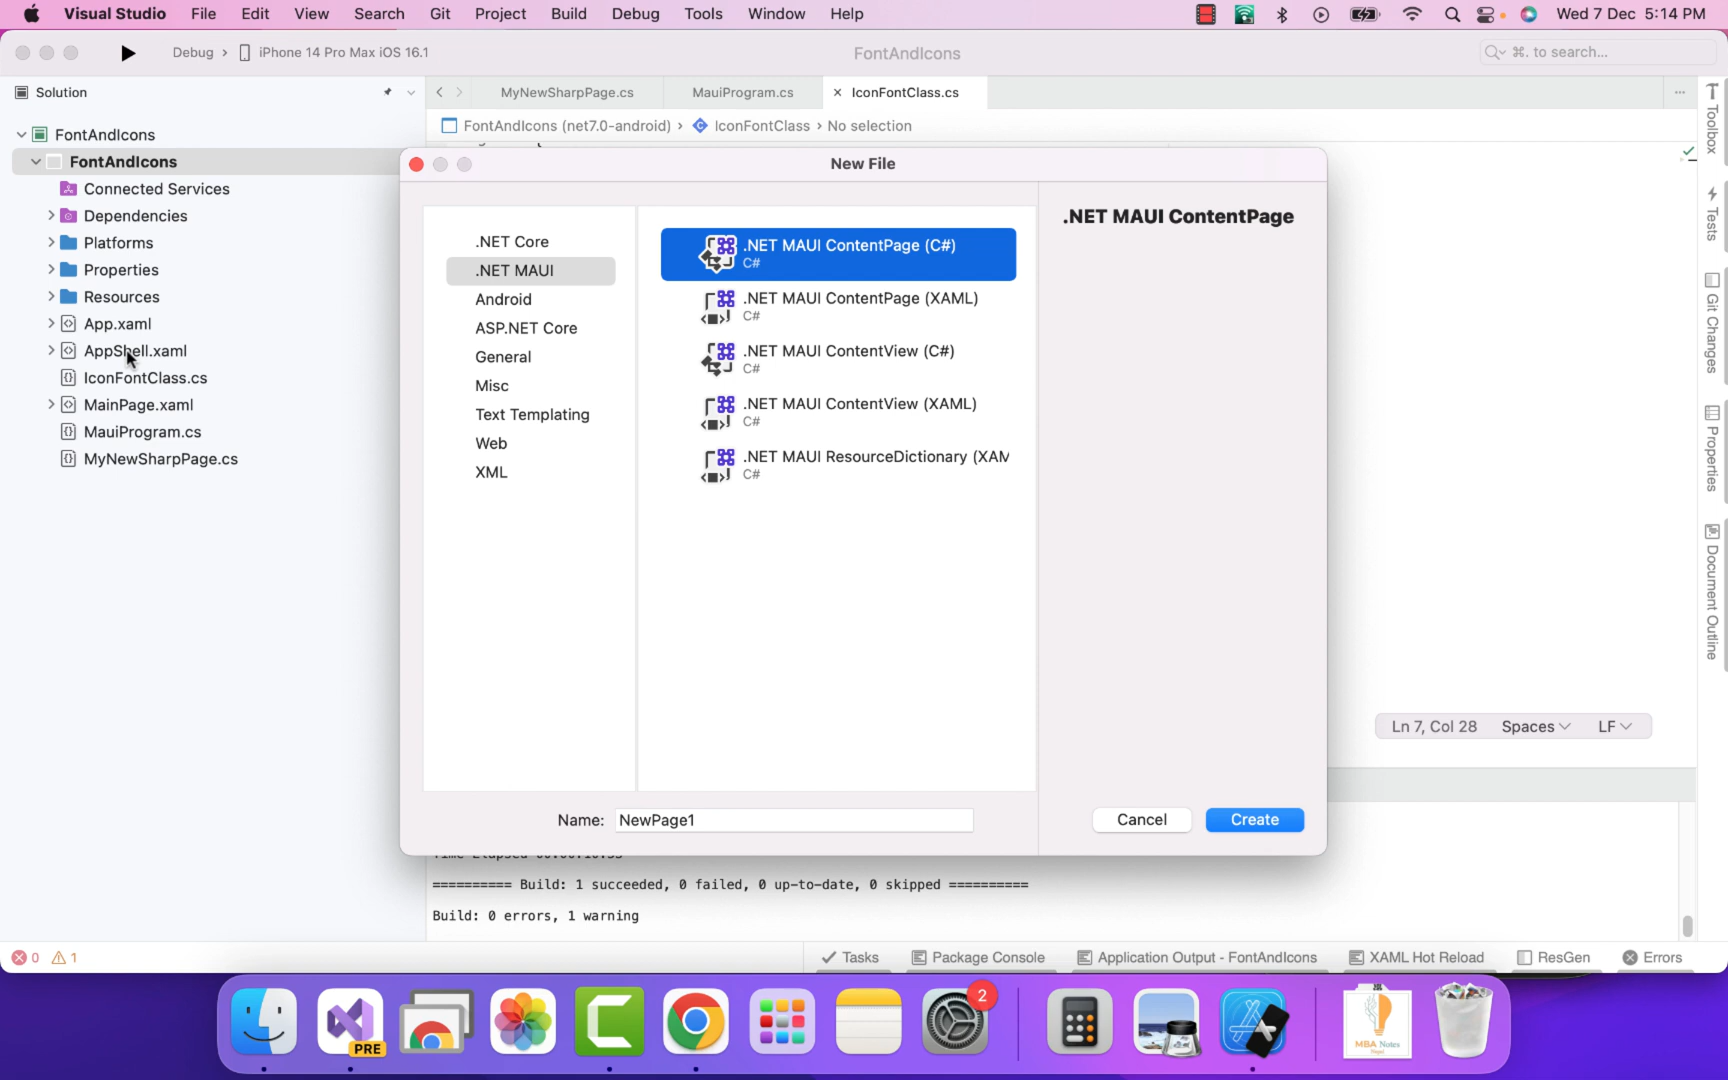 Visual Studio File Edit View Search Git Project Build Debug Tools Window Help Wed 7 Dec 5:14 PM
Debug › iPhone 14 Pro Max iOS 16.1 FontAndIcons ⌘. to search...
Solution
MyNewSharpPage.cs MauiProgram.cs × IconFontClass.cs
FontAndIcons (net7.0-android) › IconFontClass › No selection
FontAndIcons
FontAndIcons
Connected Services
Dependencies
Platforms
Properties
Resources
App.xaml
AppShell.xaml
IconFontClass.cs
MainPage.xaml
MauiProgram.cs
MyNewSharpPage.cs
New File
.NET Core
.NET MAUI
Android
ASP.NET Core
General
Misc
Text Templating
Web
XML
.NET MAUI ContentPage (C#)
C#
.NET MAUI ContentPage (XAML)
C#
.NET MAUI ContentView (C#)
C#
.NET MAUI ContentView (XAML)
C#
.NET MAUI ResourceDictionary (XAM
C#
.NET MAUI ContentPage
Name: NewPage1
Cancel Create
Toolbox
Tests
Git Changes
Properties
Document Outline
Ln 7, Col 28 Spaces LF
========== Build: 1 succeeded, 0 failed, 0 up-to-date, 0 skipped ==========
Build: 0 errors, 1 warning
0 1
Tasks Package Console Application Output - FontAndIcons XAML Hot Reload ResGen Errors
PRE
2
MBA Notes